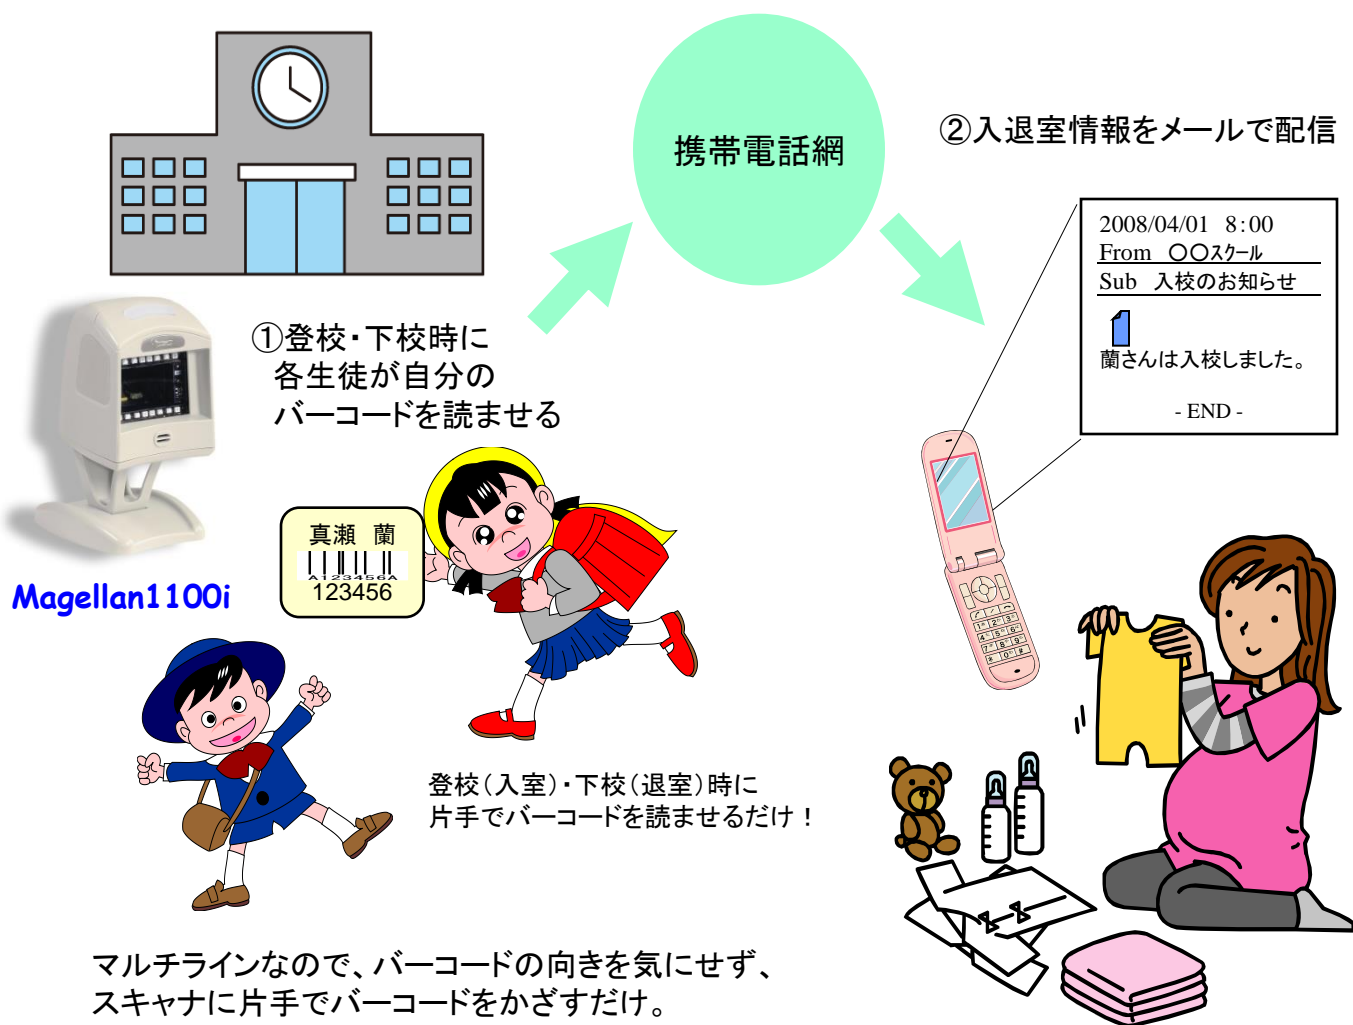 携帯電話網
②入退室情報をメールで配信
2008/04/01 8:00
From 〇〇スクール
Sub 入校のお知らせ
蘭さんは入校しました。
- END -
①登校・下校時に
各生徒が自分の
バーコードを読ませる
Magellan1100i
真瀬 蘭
A123456A
123456
登校(入室)・下校(退室)時に
片手でバーコードを読ませるだけ!
マルチラインなので、バーコードの向きを気にせず、
スキャナに片手でバーコードをかざすだけ。